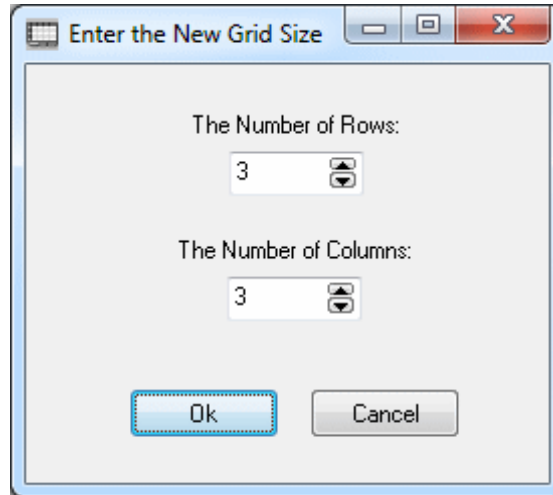 Enter the New Grid Size
The Number of Rows:
3
The Number of Columns:
3
Ok Cancel